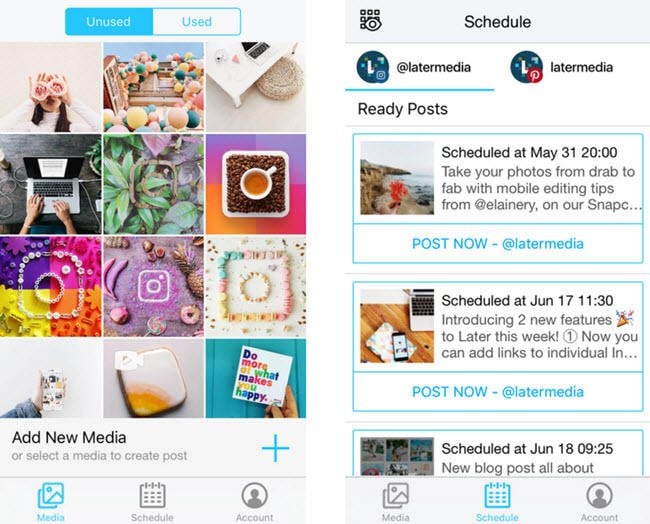 Unused
Used
Do
more
of what
makes
you
happy.
Add New Media
or select a media to create post
Media
Schedule
Account
Schedule
@latermedia
latermedia
Ready Posts
Scheduled at May 31 20:00
Take your photos from drab to
fab with mobile editing tips
from @elainery, on our Snapc...
POST NOW - @latermedia
Scheduled at Jun 17 11:30
Introducing 2 new features 🎉
to Later this week! ① Now you
can add links to individual In...
POST NOW - @latermedia
Scheduled at Jun 18 09:25
New blog post all about
Media
Schedule
Account